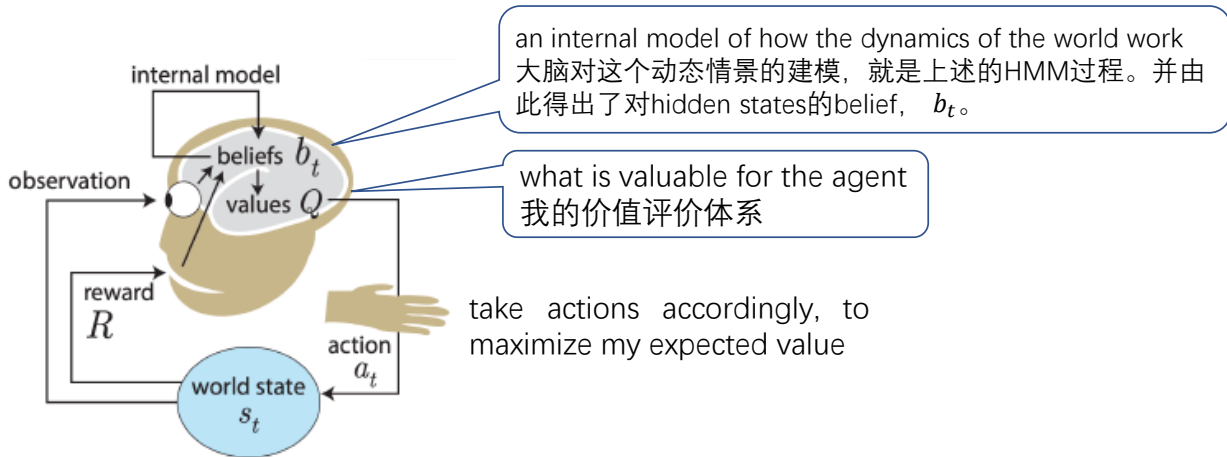 an internal model of how the dynamics of the world work
大脑对这个动态情景的建模，就是上述的HMM过程。并由
此得出了对hidden states的belief， b_t。
internal model
beliefs b_t
observation
values Q
what is valuable for the agent
我的价值评价体系
reward
R
take actions accordingly, to
maximize my expected value
action
a_t
world state
s_t